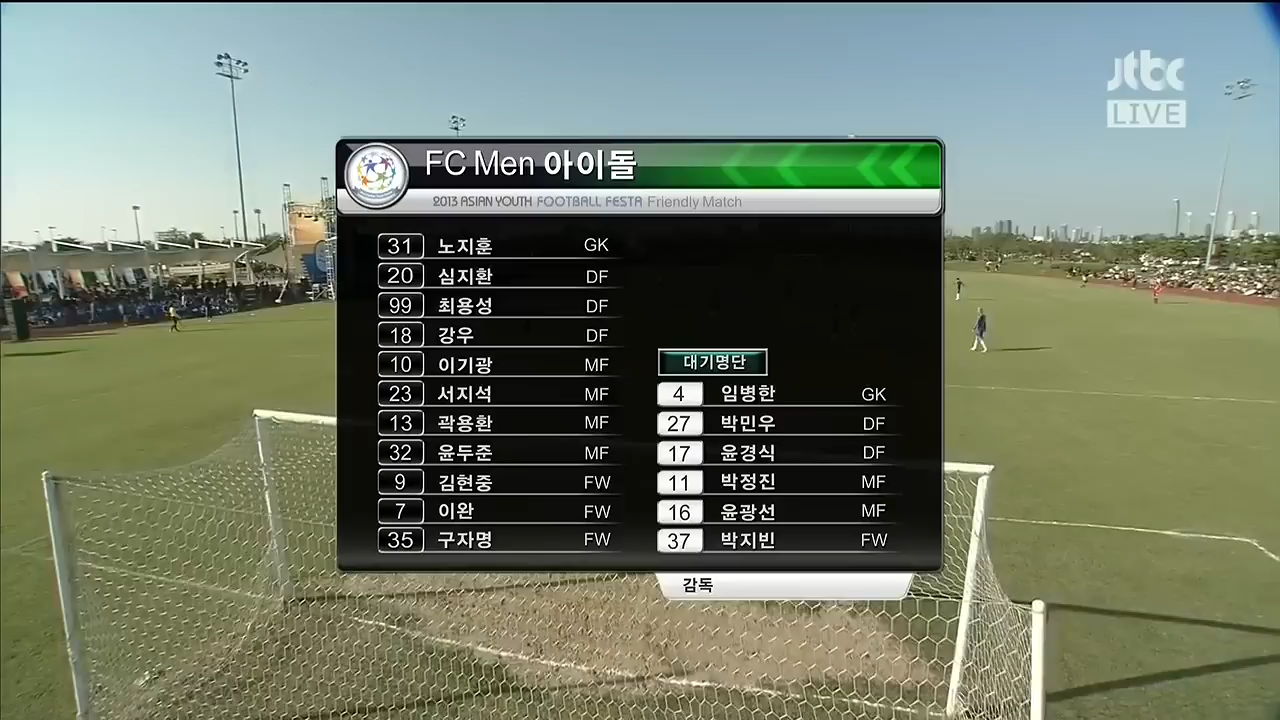 jtbc
LIVE
FC Men 아이돌
2013 ASIAN YOUTH FOOTBALL FESTA Friendly Match
31 노지훈 GK
20 심지환 DF
99 최용성 DF
18 강우 DF
10 이기광 MF
23 서지석 MF
13 곽용환 MF
32 윤두준 MF
9 김현중 FW
7 이완 FW
35 구자명 FW
대기명단
4 임병한 GK
27 박민우 DF
17 윤경식 DF
11 박정진 MF
16 윤광선 MF
37 박지빈 FW
감독